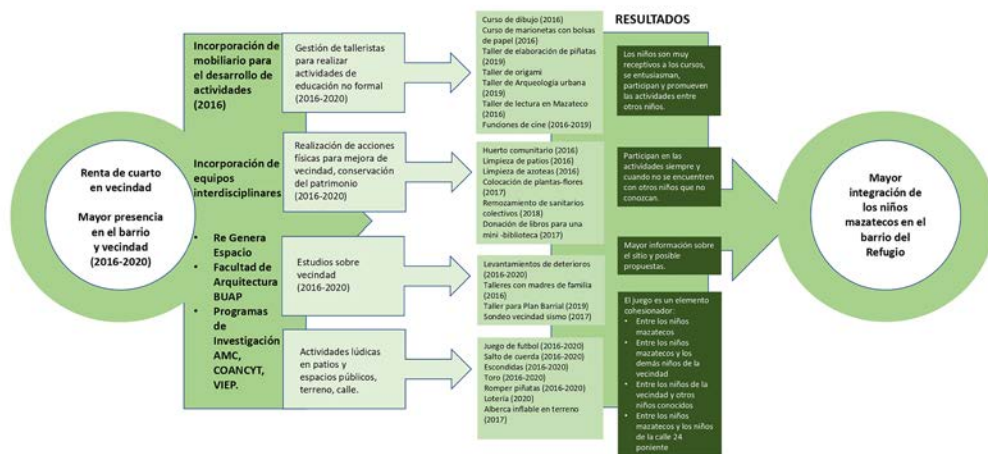 Renta de cuarto
en vecindad
Mayor presencia
en el barrio
y vecindad
(2016-2020)
Incorporación de
mobiliario para
el desarrollo de
actividades
(2016)
Incorporación de
equipos
interdisciplinares
• Re Genera
Espacio
• Facultad de
Arquitectura
BUAP
• Programas
de
Investigación
AMC,
COANCYT,
VIEP.
Gestión de talleristas
para realizar
actividades de
educación no formal
(2016-2020)
Realización de acciones
físicas para mejora de
vecindad, conservación
del patrimonio
(2016-2020)
Estudios sobre
vecindad
(2016-2020)
Actividades lúdicas
en patios y
espacios públicos,
terreno, calle.
Curso de dibujo (2016)
Curso de marionetas con bolsas
de papel (2016)
Taller de elaboración de piñatas
(2019)
Taller de origami
Taller de Arqueología urbana
(2019)
Taller de lectura en Mazateco
(2016)
Funciones de cine (2016-2019)
Huerto comunitario (2016)
Limpieza de patios (2016)
Limpieza de azoteas (2016)
Colocación de plantas-flores
(2017)
Remozamiento de sanitarios
colectivos (2018)
Donación de libros para una
mini -biblioteca (2017)
Levantamientos de deterioros
(2016-2020)
Talleres con madres de familia
(2016)
Taller para Plan Barrial (2019)
Sondeo vecindad sismo (2017)
Juego de futbol (2016-2020)
Salto de cuerda (2016-2020)
Escondidas (2016-2020)
Toro (2016-2020)
Romper piñatas (2016-2020)
Lotería (2020)
Alberca inflable en terreno
(2017)
RESULTADOS
Los niños son muy
receptivos a los cursos,
se entusiasman,
participan y promueven
las actividades entre
otros niños.
Participan en las
actividades siempre y
cuando no se encuentren
con otros niños que no
conozcan.
Mayor información sobre
el sitio y posible
propuestas.
El juego es un elemento
cohesionador:
• Entre los niños
mazatecos
• Entre los niños
mazatecos y los
demás niños de la
vecindad
• Entre los niños de la
vecindad y otros
niños conocidos
• Entre los niños
mazatecos y los niños
de la calle 24
poniente
Mayor
integración de
los niños
mazatecos en el
barrio del
Refugio